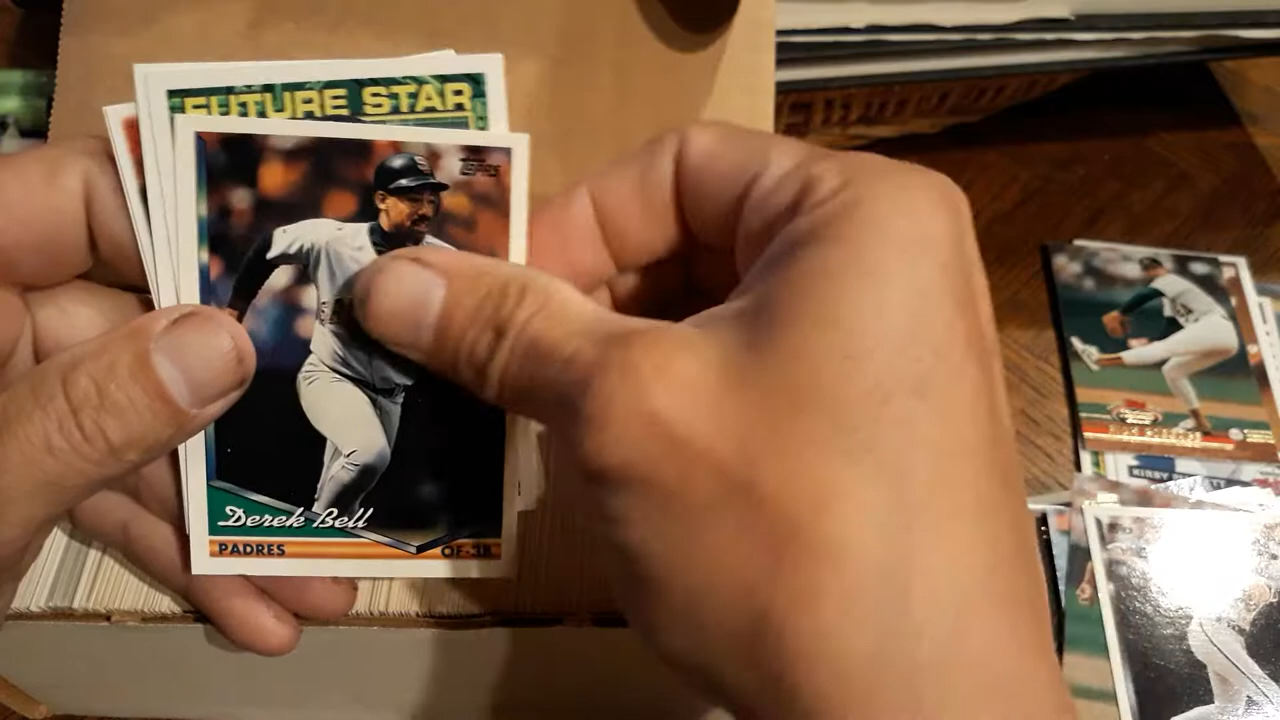 FUTURE STAR
TOPPS
Derek Bell
PADRES
OF-3B
KIRBY